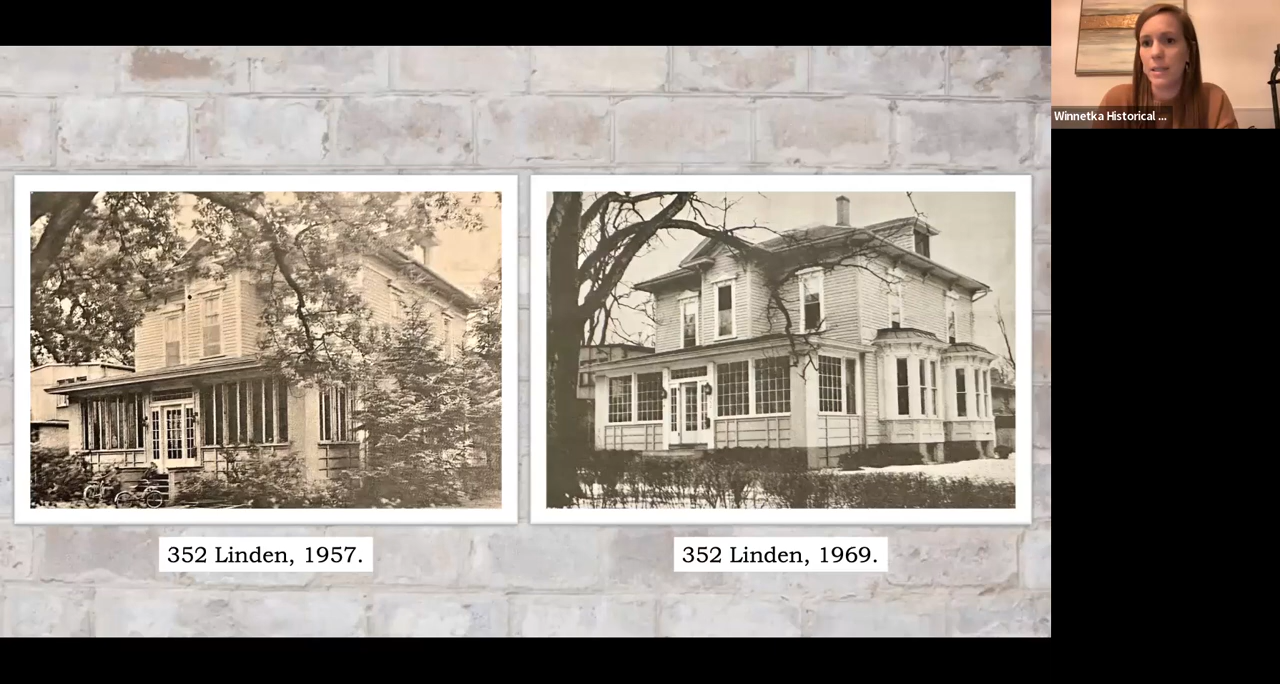 Winnetka Historical ...
352 Linden, 1957.
352 Linden, 1969.